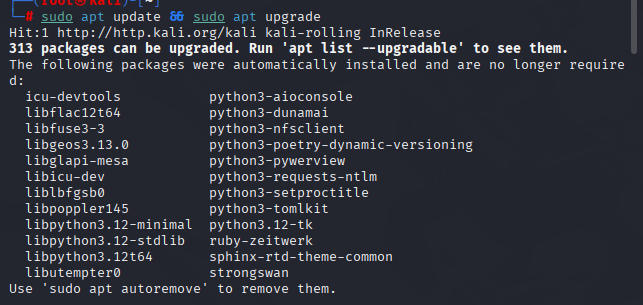 (root㉿kali)-[~]
└─# sudo apt update && sudo apt upgrade
Hit:1 http://http.kali.org/kali kali-rolling InRelease
313 packages can be upgraded. Run 'apt list --upgradable' to see them.
The following packages were automatically installed and are no longer require
d:
  icu-devtools           python3-aioconsole
  libflac12t64           python3-dunamai
  libfuse3-3             python3-nfsclient
  libgeos3.13.0          python3-poetry-dynamic-versioning
  libglapi-mesa          python3-pywerview
  libicu-dev             python3-requests-ntlm
  liblbfgsb0             python3-setproctitle
  libpoppler145          python3-tomlkit
  libpython3.12-minimal  python3.12-tk
  libpython3.12-stdlib   ruby-zeitwerk
  libpython3.12t64       sphinx-rtd-theme-common
  libutempter0           strongswan
Use 'sudo apt autoremove' to remove them.